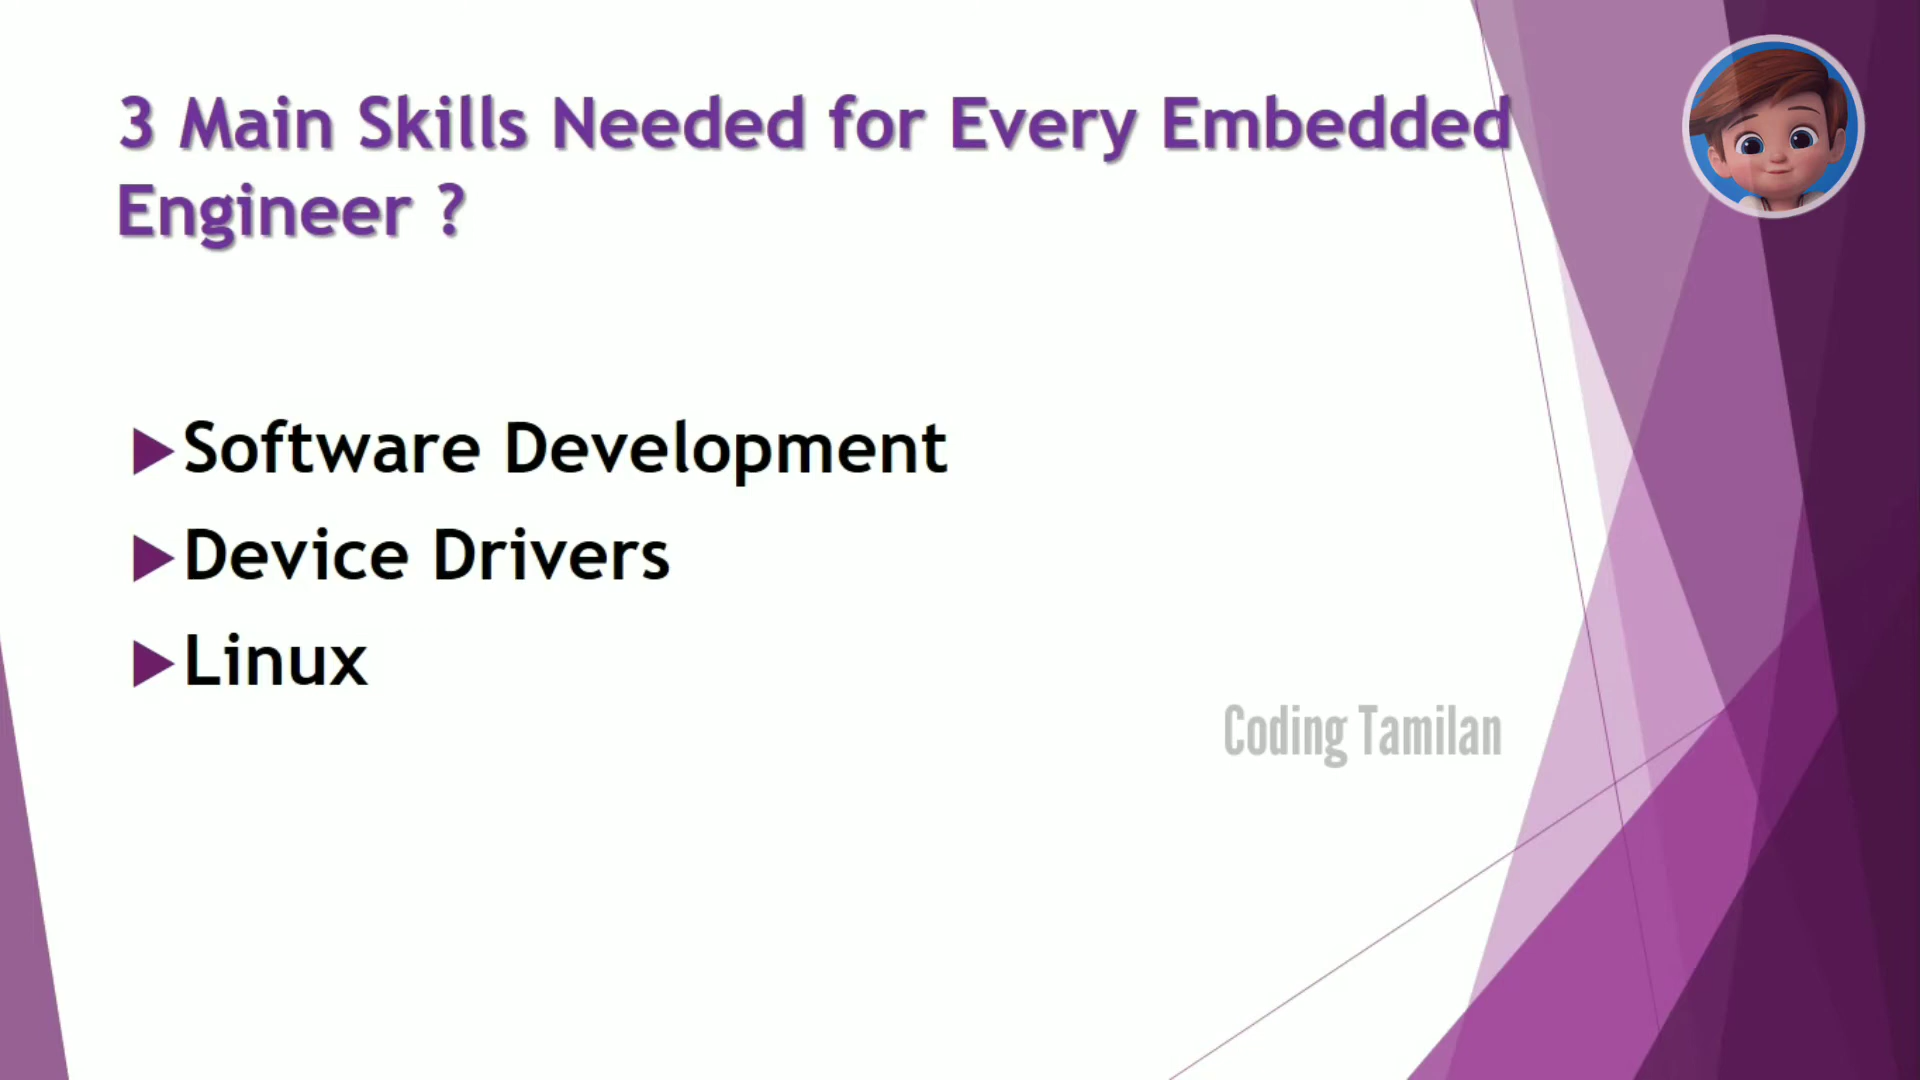 3 Main Skills Needed for Every Embedded
Engineer ?
Software Development
Device Drivers
Linux
Coding Tamilan